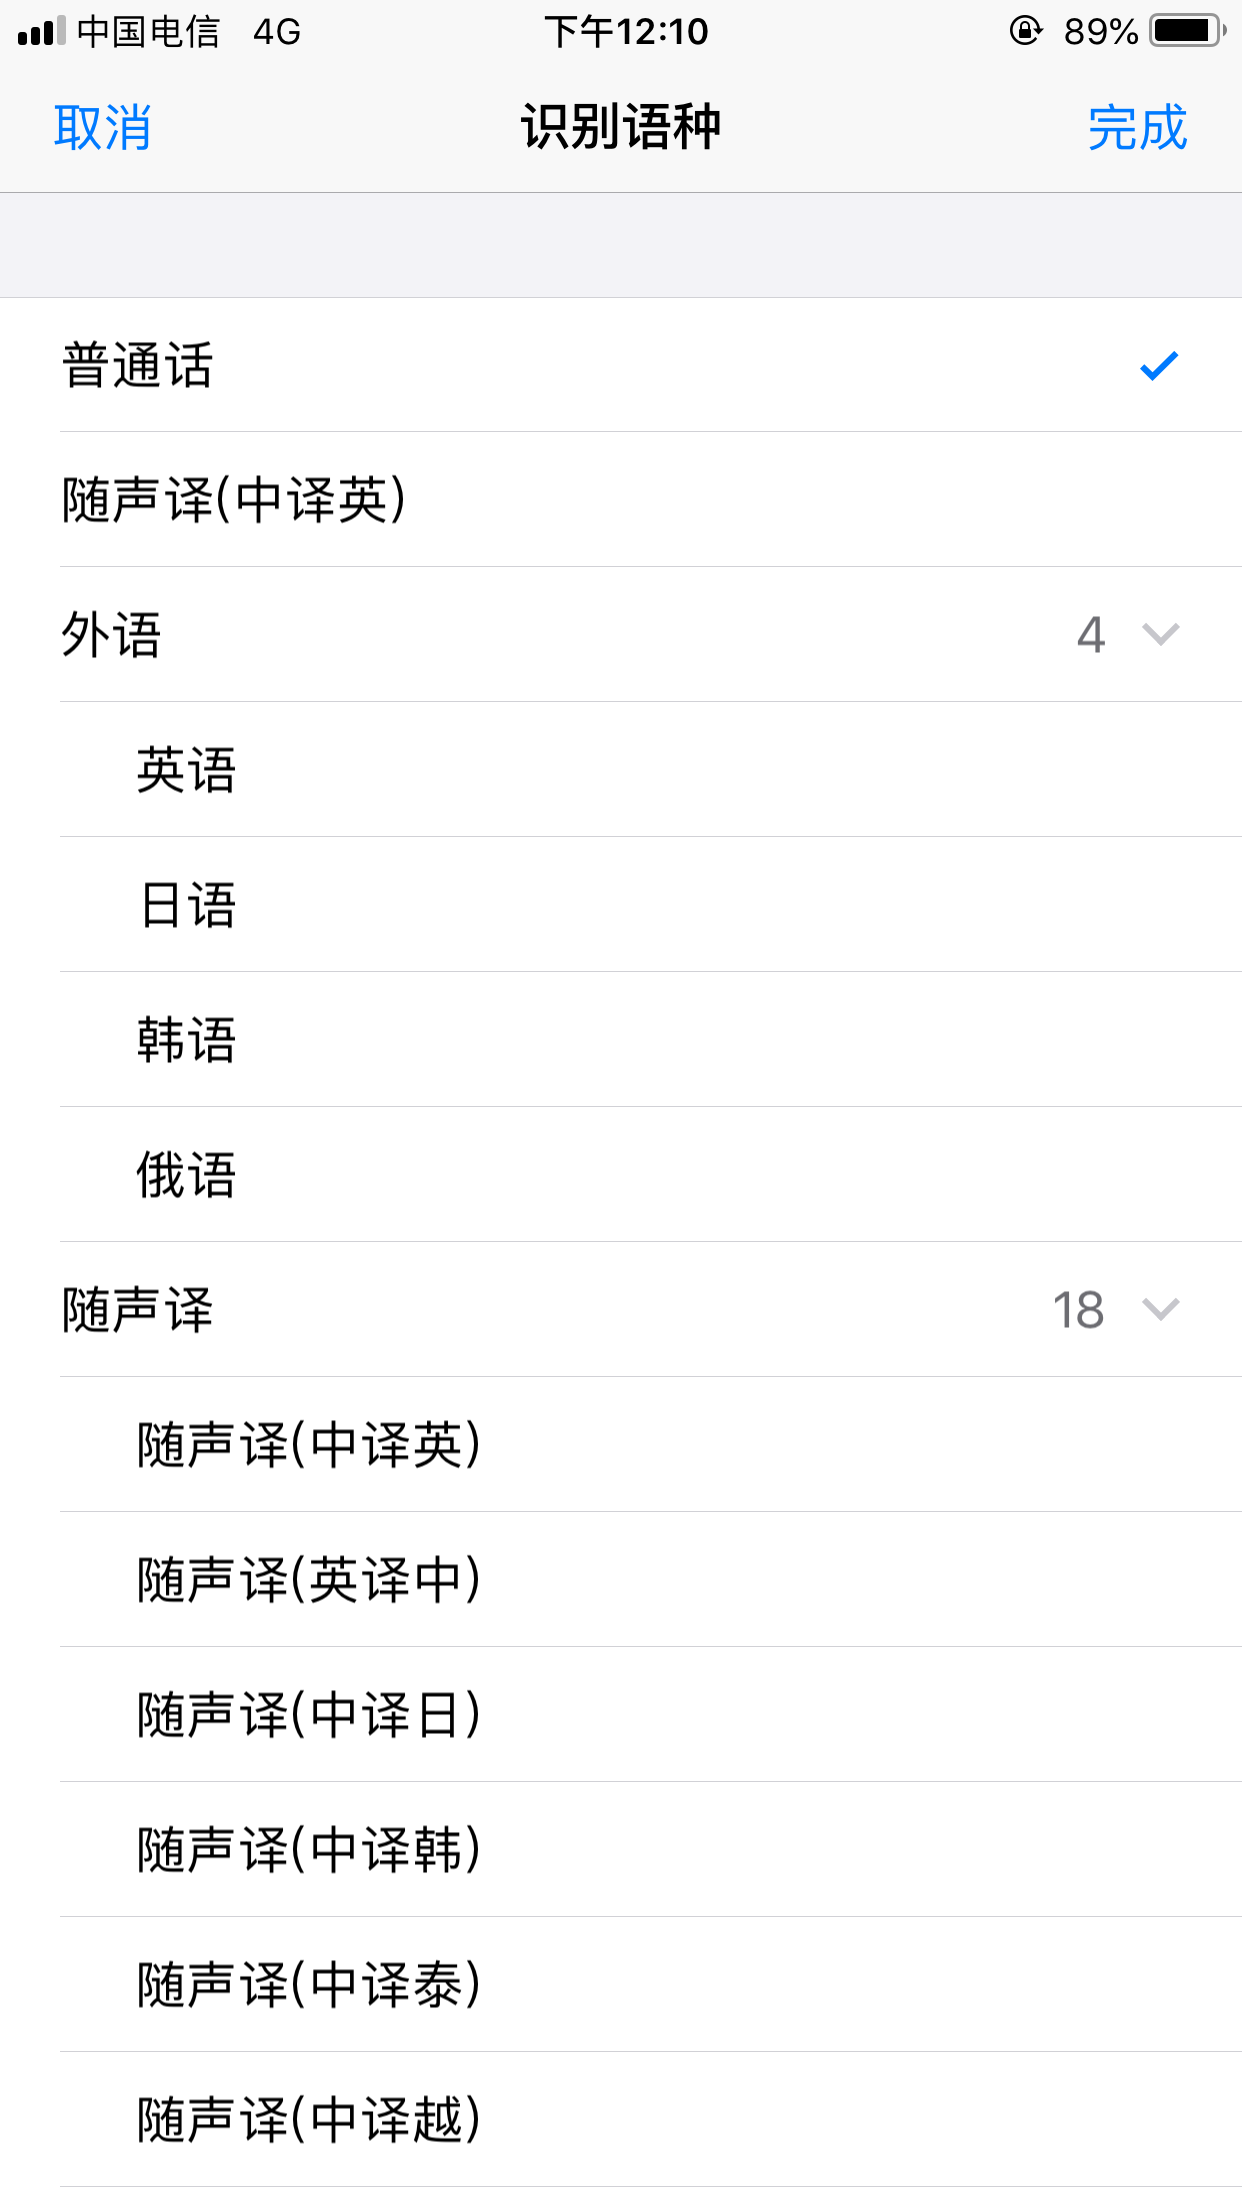 中国电信 4G 下午12:10 89%
取消 识别语种 完成
普通话
随声译(中译英)
外语 4
英语
日语
韩语
俄语
随声译 18
随声译(中译英)
随声译(英译中)
随声译(中译日)
随声译(中译韩)
随声译(中译泰)
随声译(中译越)